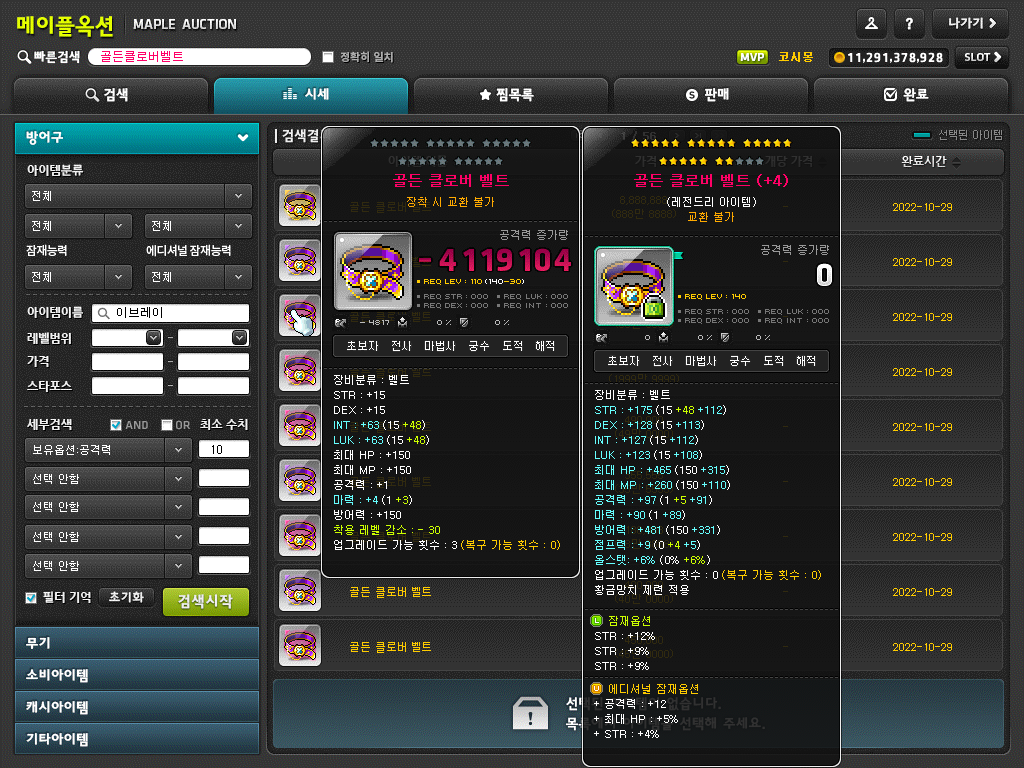 메이플옥션 MAPLE AUCTION
? 나가기
빠른검색 골든클로버벨트 정확히 일치
MVP 코시몽 11,291,378,928 SLOT
검색 시세 찜목록 판매 완료
방어구
아이템분류
전체
전체 전체
잠재능력 에디셔널 잠재능력
전체 전체
아이템이름 이브레이
레벨범위 -
가격 -
스타포스 -
세부검색 AND OR 최소 수치
보유옵션:공격력 10
선택 안함
선택 안함
선택 안함
선택 안함
필터 기억 초기화 검색시작
무기
소비아이템
캐시아이템
기타아이템
검색결
골든 클로버 벨트
장착 시 교환 불가
공격력 증가량
-4119104
REQ LEV : 110 (140-30)
REQ STR : 000 REQ LUK : 000
REQ DEX : 000 REQ INT : 000
-4817 0% 0%
초보자 전사 마법사 궁수 도적 해적
장비분류 : 벨트
STR : +15
DEX : +15
INT : +63 (15 +48)
LUK : +63 (15 +48)
최대 HP : +150
최대 MP : +150
공격력 : +1
마력 : +4 (1 +3)
방어력 : +150
착용 레벨 감소 : - 30
업그레이드 가능 횟수 : 3 (복구 가능 횟수 : 0)
골든 클로버 벨트
골든 클로버 벨트
1 / 56
골든 클로버 벨트 (+4)
(레전드리 아이템)
교환 불가
공격력 증가량
0
REQ LEV : 140
REQ STR : 000 REQ LUK : 000
REQ DEX : 000 REQ INT : 000
0 0% 0%
초보자 전사 마법사 궁수 도적 해적
장비분류 : 벨트
STR : +175 (15 +48 +112)
DEX : +128 (15 +113)
INT : +127 (15 +112)
LUK : +123 (15 +108)
최대 HP : +465 (150 +315)
최대 MP : +260 (150 +110)
공격력 : +97 (1 +5 +91)
마력 : +90 (1 +89)
방어력 : +481 (150 +331)
점프력 : +9 (0 +4 +5)
올스탯: +6% (0% +6%)
업그레이드 가능 횟수 : 0 (복구 가능 횟수 : 0)
황금망치 제련 적용
잠재옵션
STR : +12%
STR : +9%
STR : +9%
에디셔널 잠재옵션
+ 공격력 : +12
+ 최대 HP : +5%
+ STR : +4%
선택된 아이템
개당 가격 완료시간
2022-10-29
2022-10-29
2022-10-29
2022-10-29
2022-10-29
2022-10-29
2022-10-29
2022-10-29
2022-10-29